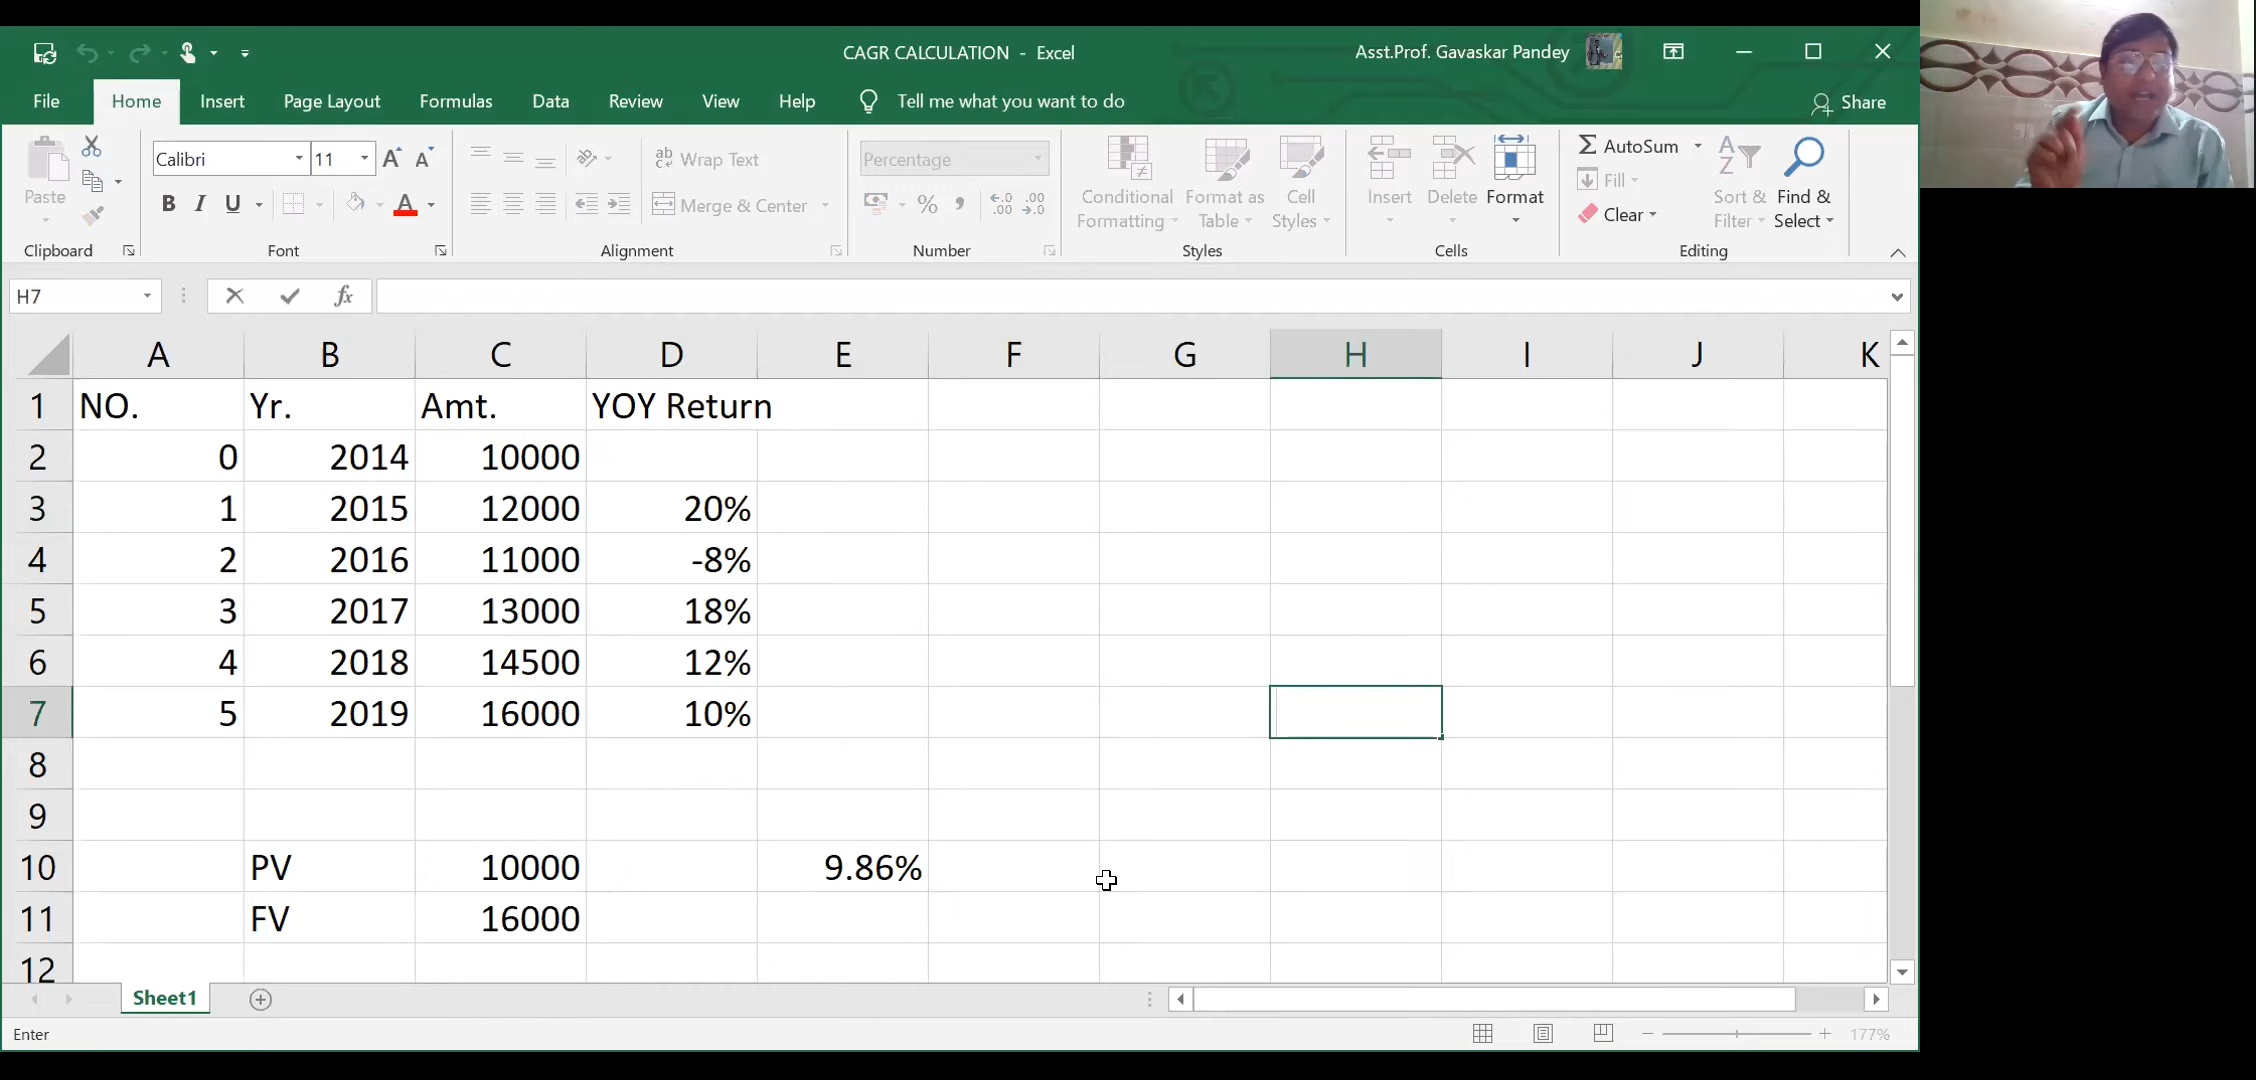 CAGR CALCULATION - Excel
Asst.Prof. Gavaskar Pandey
File Home Insert Page Layout Formulas Data Review View Help Tell me what you want to do Share
Calibri 11 Wrap Text Percentage AutoSum
Paste Merge & Center Conditional Formatting Format as Table Cell Styles Insert Delete Format Fill Clear Sort & Filter Find & Select
Clipboard Font Alignment Number Styles Cells Editing
H7 fx
A B C D E F G H I J K
1 NO. Yr. Amt. YOY Return
2 0 2014 10000
3 1 2015 12000 20%
4 2 2016 11000 -8%
5 3 2017 13000 18%
6 4 2018 14500 12%
7 5 2019 16000 10%
8
9
10 PV 10000 9.86%
11 FV 16000
12
Sheet1
Enter 177%